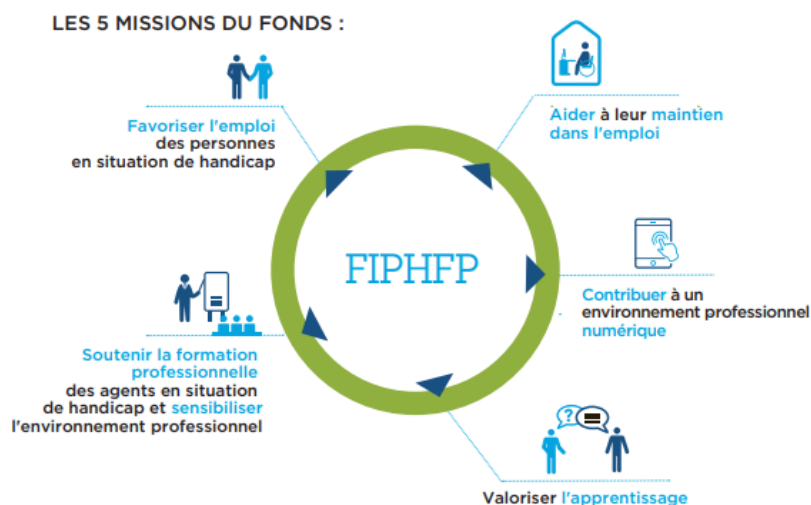 LES 5 MISSIONS DU FONDS :
Favoriser l'emploi
des personnes
en situation de handicap
Aider à leur maintien
dans l'emploi
FIPHFP
Contribuer à un
environnement professionnel
numérique
Soutenir la formation
professionnelle
des agents en situation
de handicap et sensibiliser
l'environnement professionnel
?
Valoriser l'apprentissage